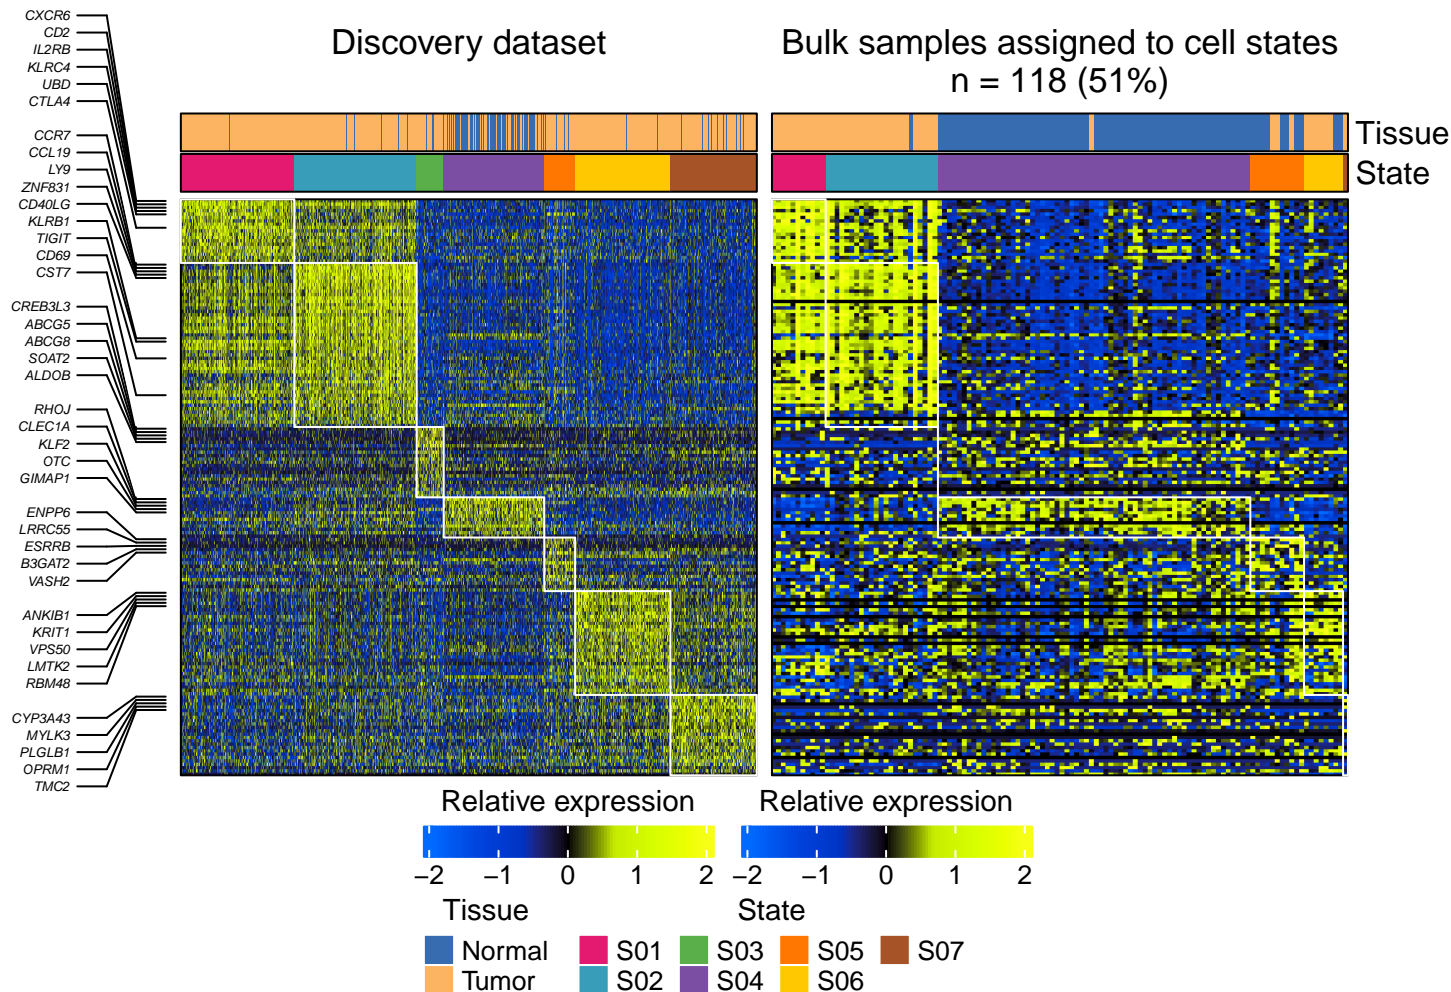 Discovery dataset
Bulk samples assigned to cell states
n = 118 (51%)
Tissue
State
CXCR6
CD2
IL2RB
KLRC4
UBD
CTLA4
CCR7
CCL19
LY9
ZNF831
CD40LG
KLRB1
TIGIT
CD69
CST7
CREB3L3
ABCG5
ABCG8
SOAT2
ALDOB
RHOJ
CLEC1A
KLF2
OTC
GIMAP1
ENPP6
LRRC55
ESRRB
B3GAT2
VASH2
ANKIB1
KRIT1
VPS50
LMTK2
RBM48
CYP3A43
MYLK3
PLGLB1
OPRM1
TMC2
Relative expression
−2 −1 0 1 2
Relative expression
−2 −1 0 1 2
Tissue
Normal
Tumor
State
S01 S03 S05 S07
S02 S04 S06